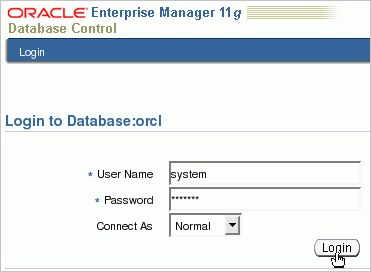 ORACLE Enterprise Manager 11g
Database Control
Login
Login to Database:orcl
* User Name system
* Password *******
Connect As Normal
Login